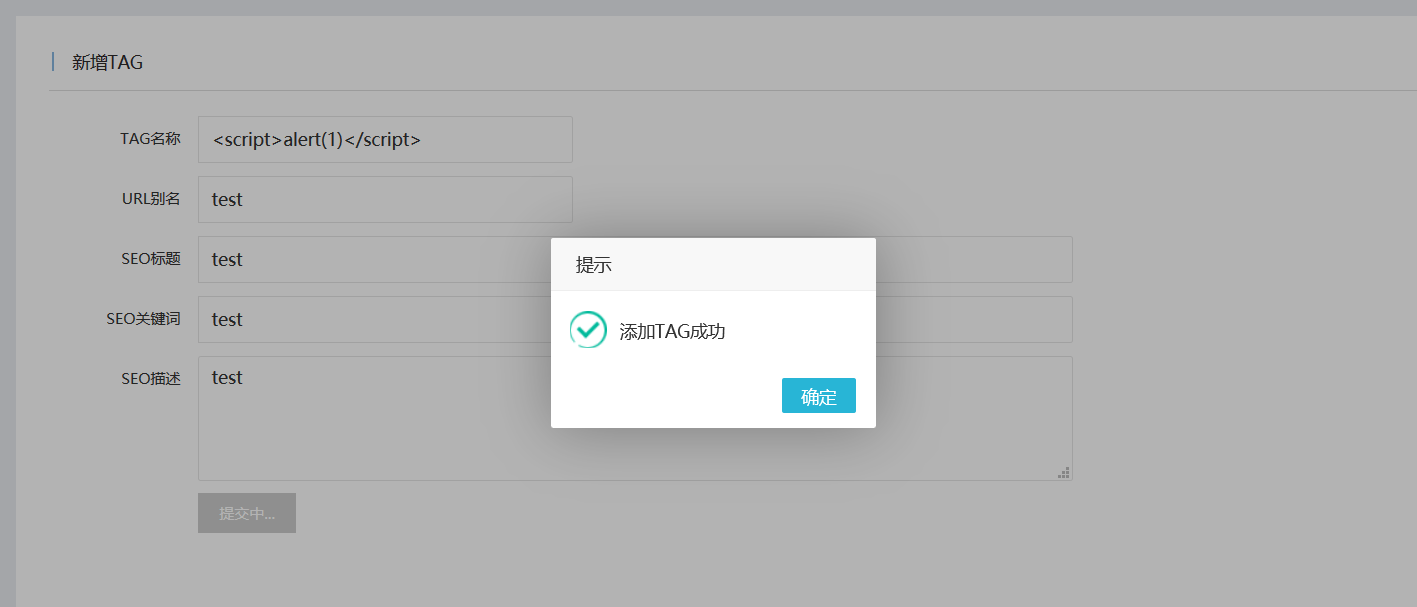 新增TAG
TAG名称
<script>alert(1)</script>
URL别名
test
SEO标题
test
SEO关键词
test
SEO描述
test
提示
添加TAG成功
确定
提交中...